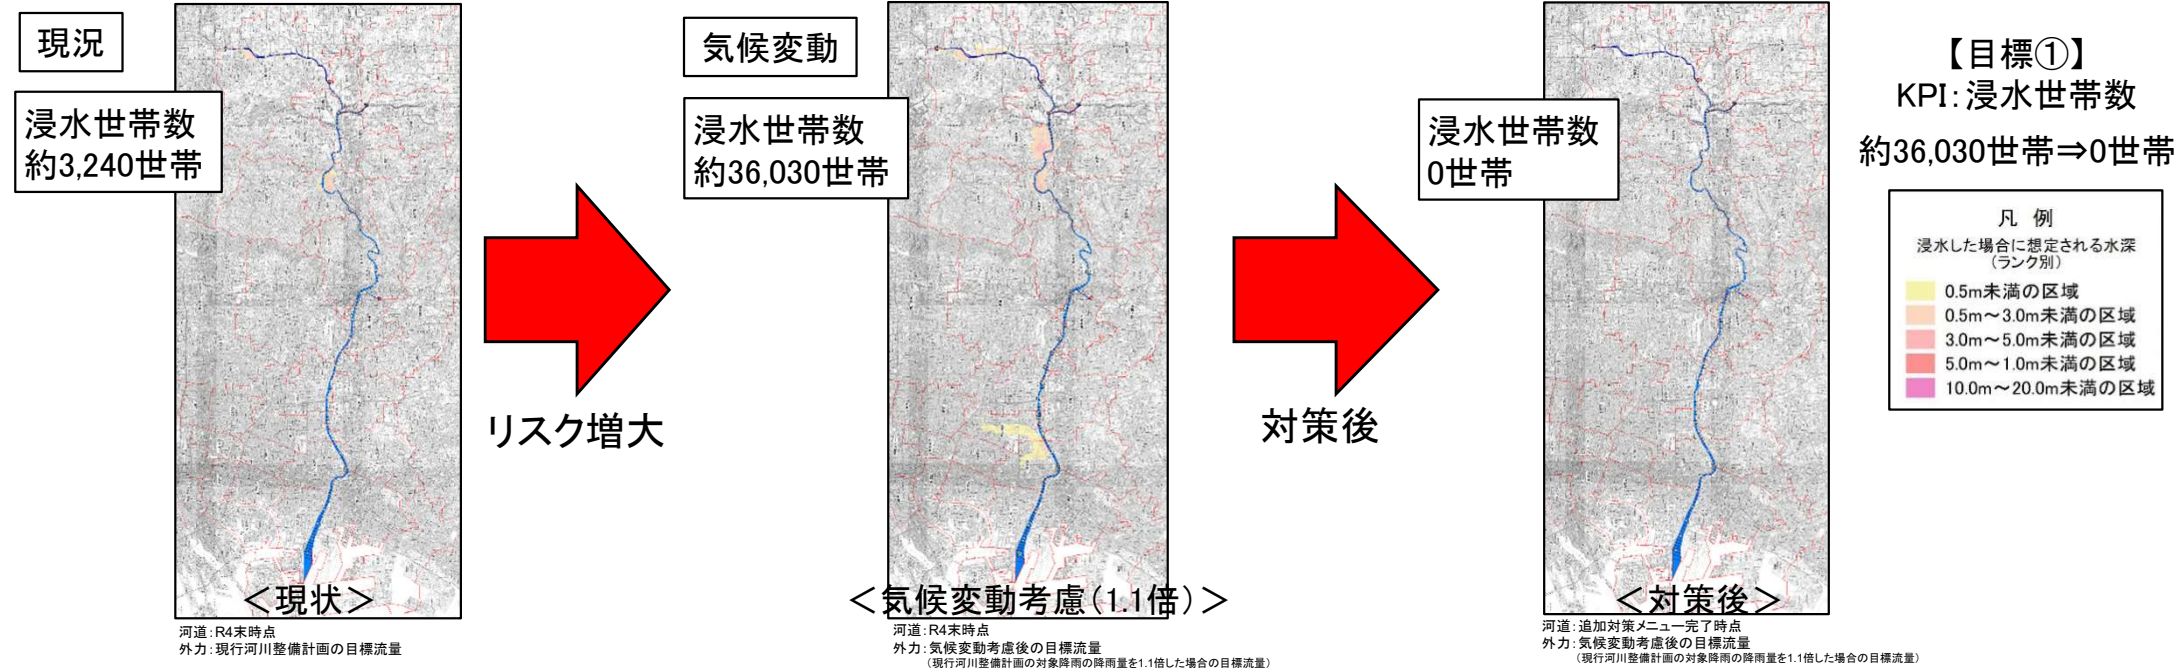 現況
浸水世帯数
約3,240世帯
＜現状＞
河道：R4末時点
外力：現行河川整備計画の目標流量
リスク増大
気候変動
浸水世帯数
約36,030世帯
＜気候変動考慮（1.1倍）＞
河道：R4末時点
外力：気候変動考慮後の目標流量
（現行河川整備計画の対象降雨の降雨量を1.1倍した場合の目標流量）
対策後
浸水世帯数
0世帯
＜対策後＞
河道：追加対策メニュー完了時点
外力：気候変動考慮後の目標流量
（現行河川整備計画の対象降雨の降雨量を1.1倍した場合の目標流量）
【目標①】
KPI：浸水世帯数
約36,030世帯⇒0世帯
凡 例
浸水した場合に想定される水深
（ランク別）
0.5m未満の区域
0.5m～3.0m未満の区域
3.0m～5.0m未満の区域
5.0m～1.0m未満の区域
10.0m～20.0m未満の区域